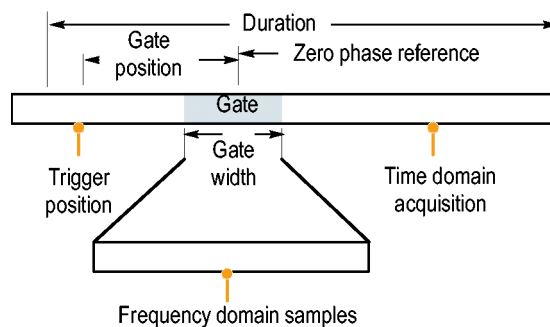 Duration
Gate
position
Zero phase reference
Gate
Gate
width
Trigger
position
Time domain
acquisition
Frequency domain samples